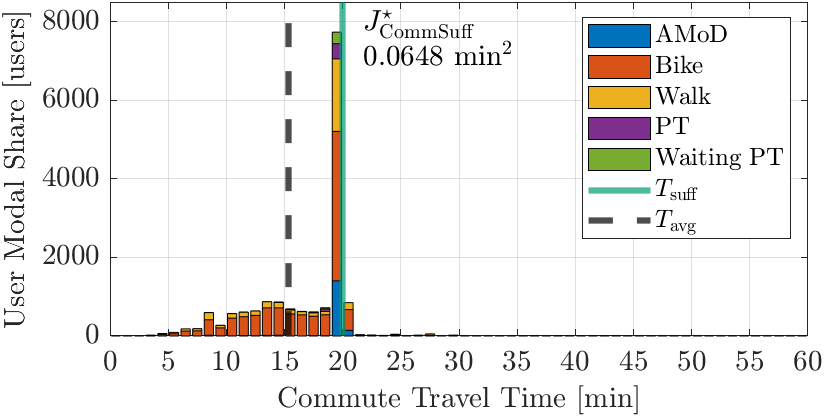 User Modal Share [users]
8000
6000
4000
2000
0
J⋆CommSuff
0.0648 min²
AMoD
Bike
Walk
PT
Waiting PT
Tsuff
Tavg
0 5 10 15 20 25 30 35 40 45 50 55 60
Commute Travel Time [min]